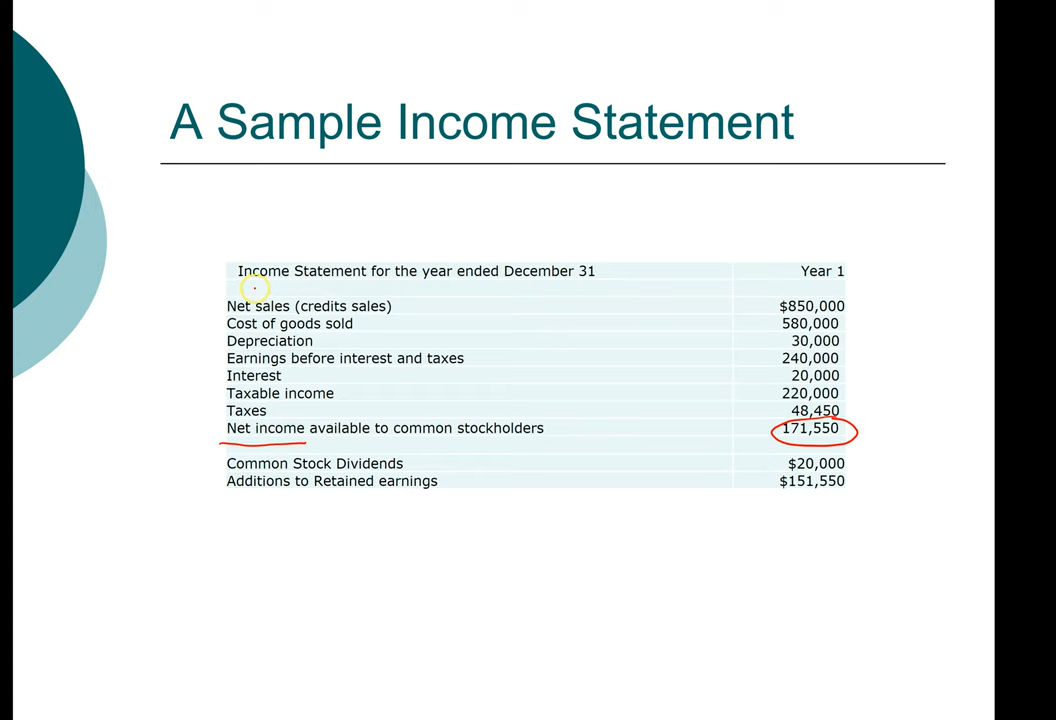 A Sample Income Statement
Income Statement for the year ended December 31 Year 1
Net sales (credits sales) $850,000
Cost of goods sold 580,000
Depreciation 30,000
Earnings before interest and taxes 240,000
Interest 20,000
Taxable income 220,000
Taxes 48,450
Net income available to common stockholders 171,550
Common Stock Dividends $20,000
Additions to Retained earnings $151,550